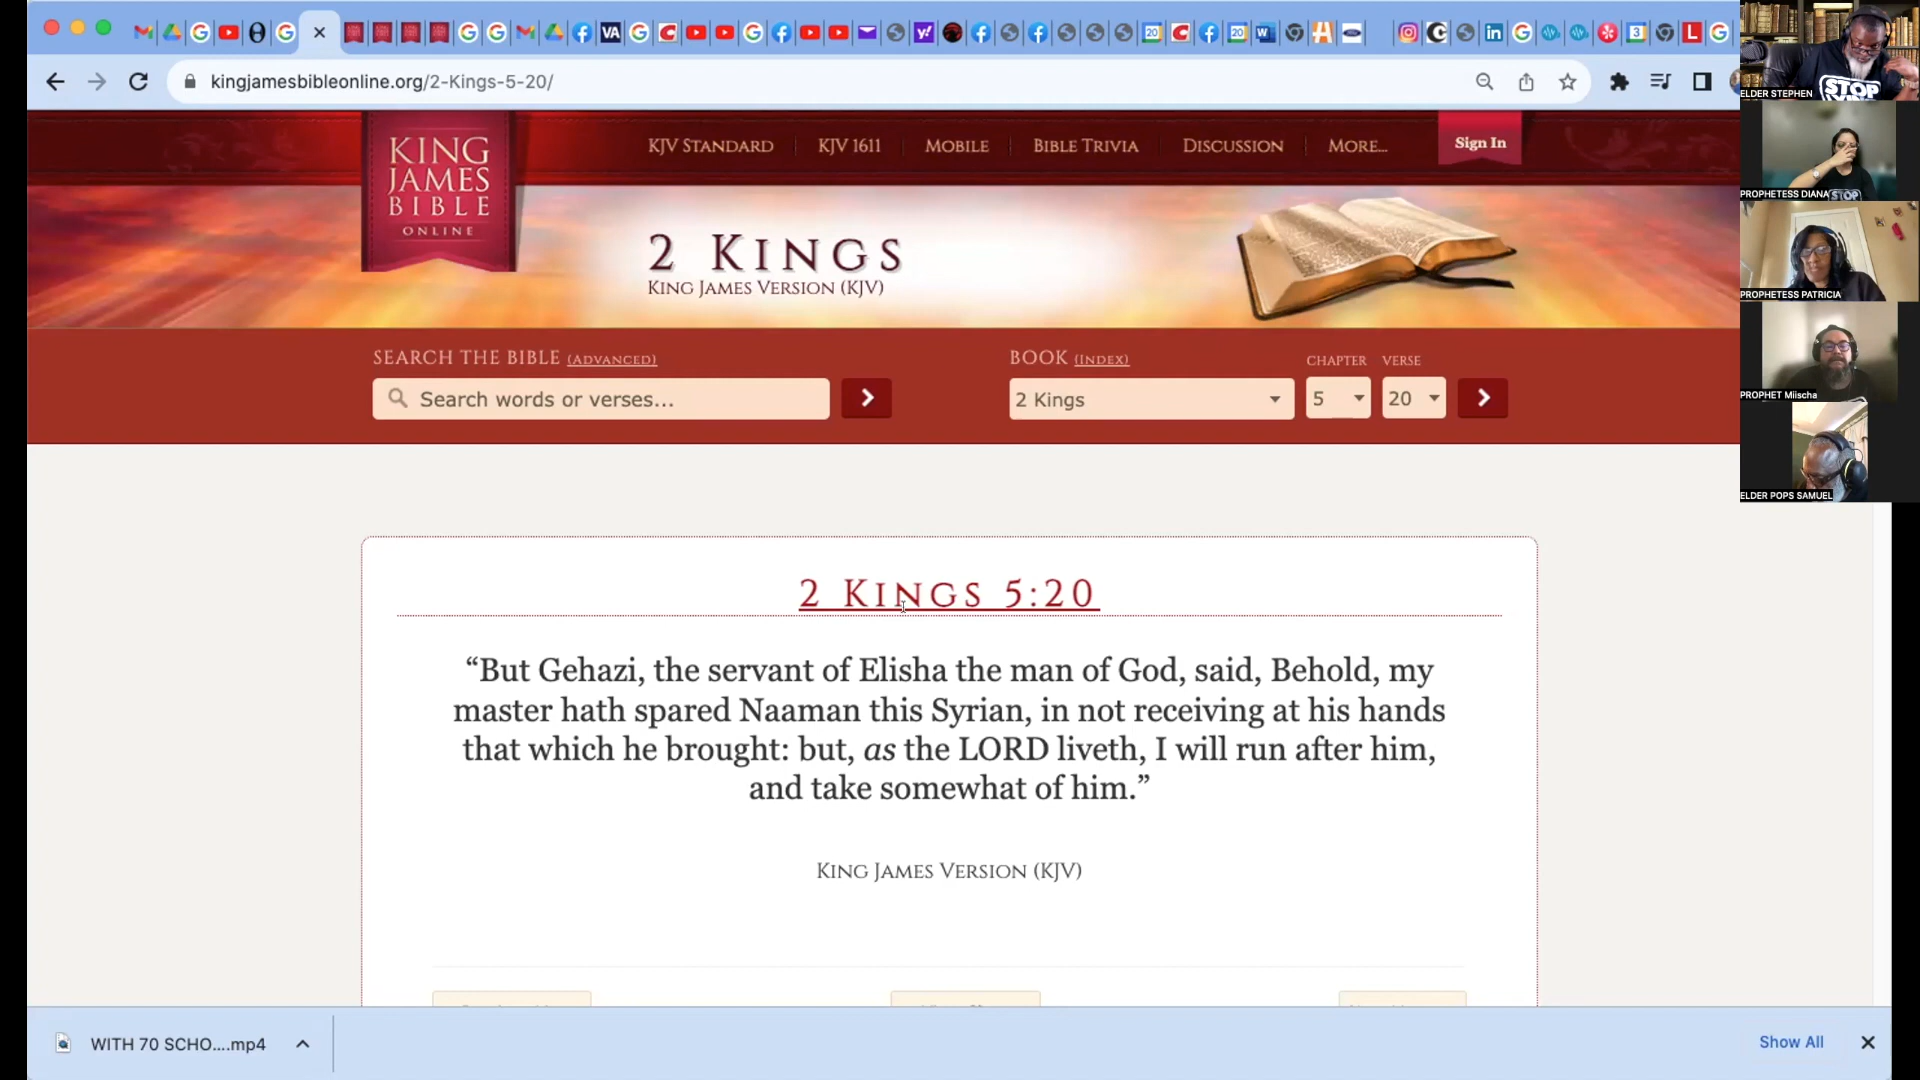 kingjamesbibleonline.org/2-Kings-5-20/
KING
JAMES
BIBLE
ONLINE
KJV STANDARD
KJV 1611
MOBILE
BIBLE TRIVIA
DISCUSSION
MORE...
Sign In
2 KINGS
KING JAMES VERSION (KJV)
SEARCH THE BIBLE (ADVANCED)
Search words or verses...
BOOK (INDEX)
CHAPTER
VERSE
2 Kings
5
20
2 KINGS 5:20
“But Gehazi, the servant of Elisha the man of God, said, Behold, my
master hath spared Naaman this Syrian, in not receiving at his hands
that which he brought: but, as the LORD liveth, I will run after him,
and take somewhat of him.”
KING JAMES VERSION (KJV)
WITH 70 SCHO....mp4
Show All
ELDER STEPHEN
STOP
PROPHETESS DIANA
STOP
PROPHETESS PATRICIA
PROPHET Miischa
ELDER POPS SAMUEL